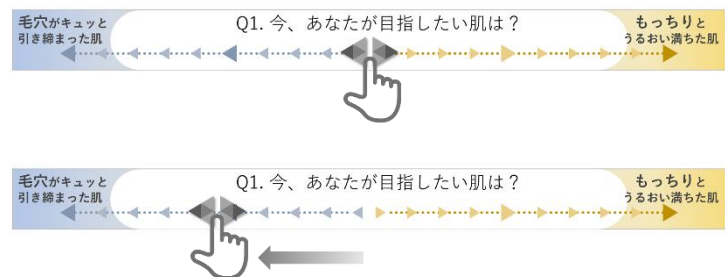 毛穴がキュッと
引き締まった肌
Q1. 今、あなたが目指したい肌は？
もっちりと
うるおい満ちた肌
毛穴がキュッと
引き締まった肌
Q1. 今、あなたが目指したい肌は？
もっちりと
うるおい満ちた肌